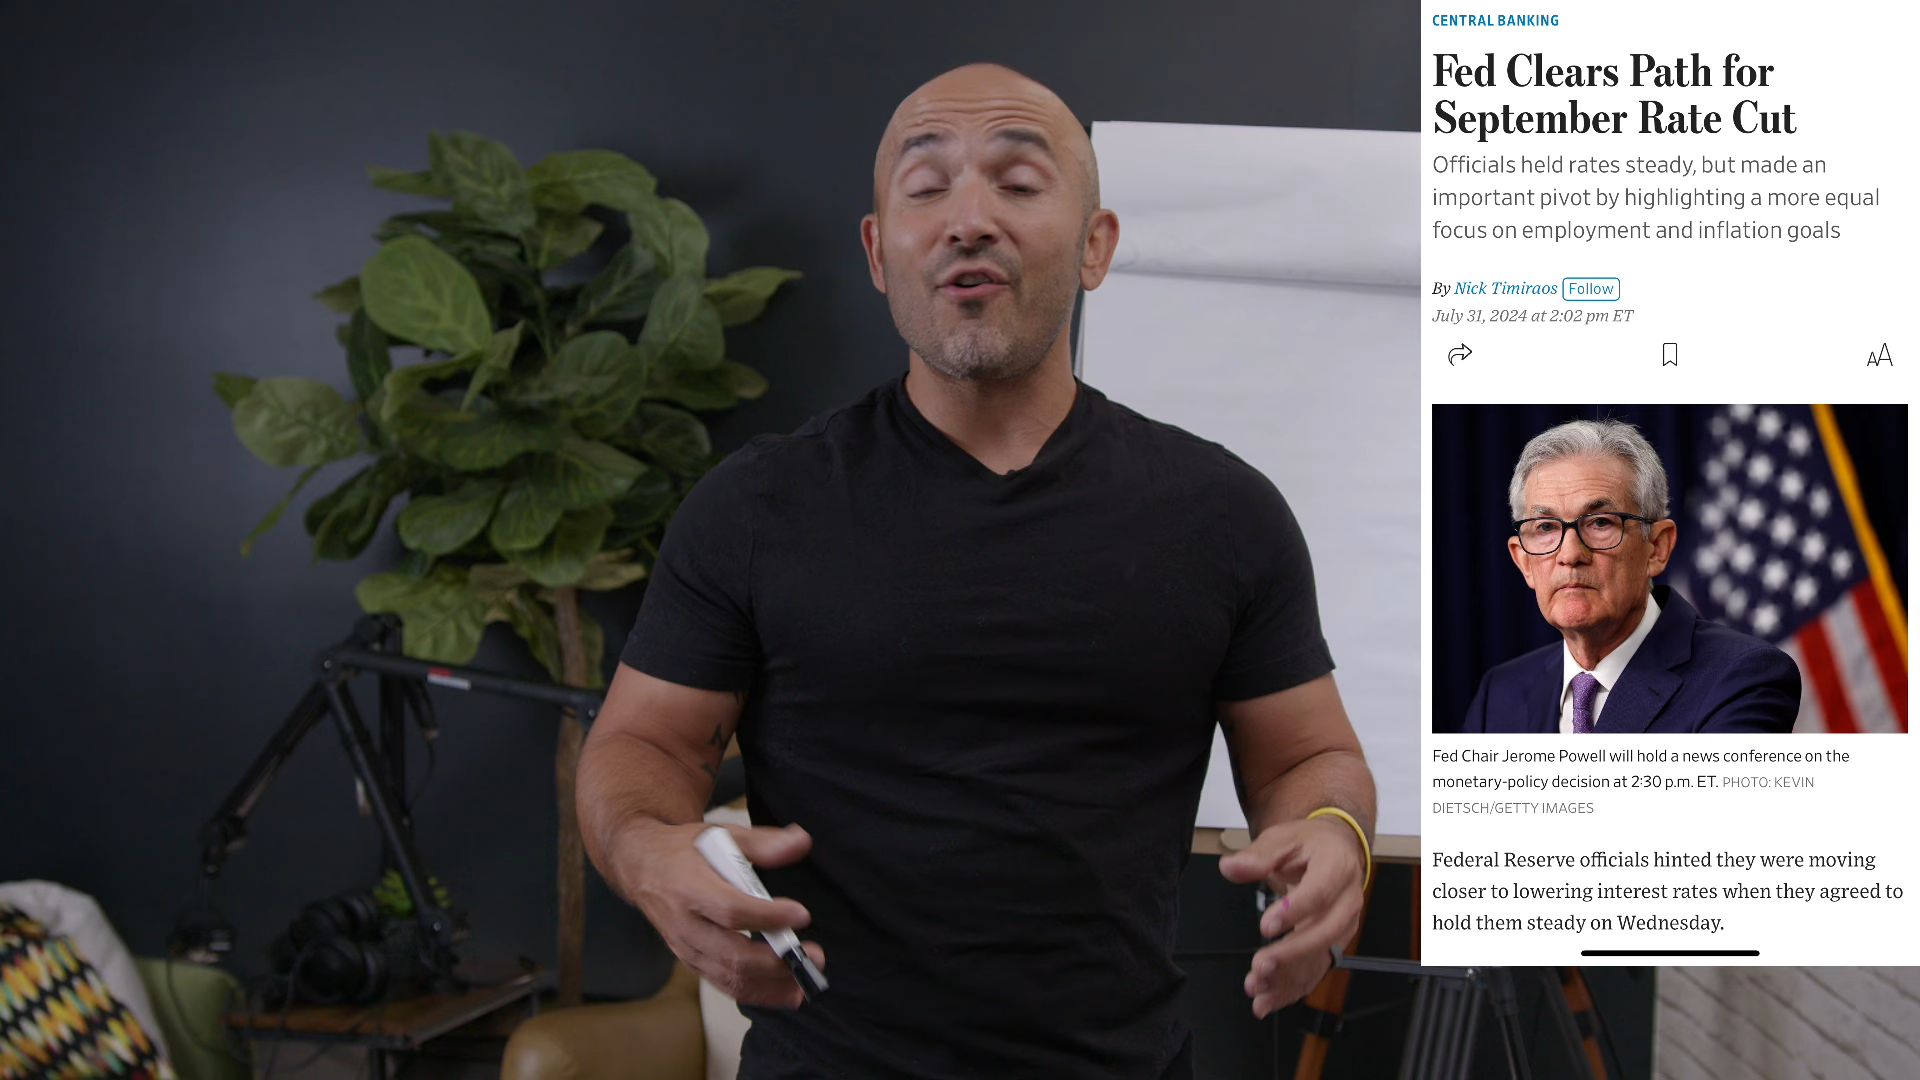 CENTRAL BANKING
Fed Clears Path for
September Rate Cut
Officials held rates steady, but made an
important pivot by highlighting a more equal
focus on employment and inflation goals
By Nick Timiraos Follow
July 31, 2024 at 2:02 pm ET
AA
Fed Chair Jerome Powell will hold a news conference on the
monetary-policy decision at 2:30 p.m. ET. PHOTO: KEVIN
DIETSCH/GETTY IMAGES
Federal Reserve officials hinted they were moving
closer to lowering interest rates when they agreed to
hold them steady on Wednesday.